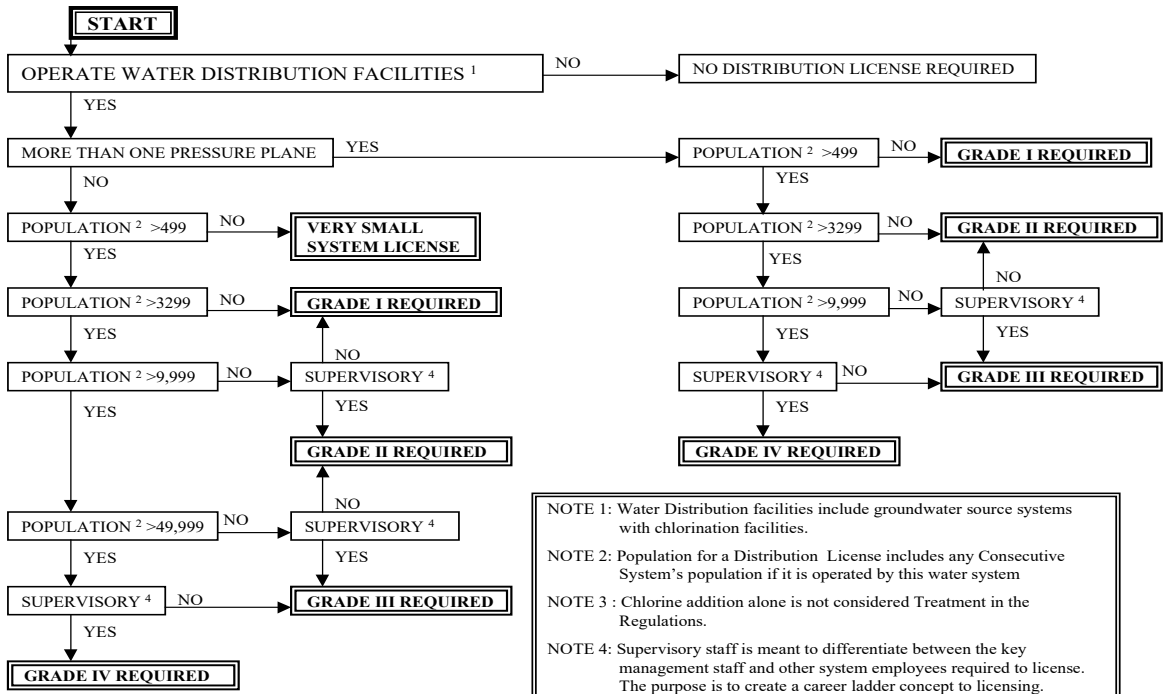 START
OPERATE WATER DISTRIBUTION FACILITIES ¹
NO
NO DISTRIBUTION LICENSE REQUIRED
YES
MORE THAN ONE PRESSURE PLANE
YES
POPULATION ² >499
NO
GRADE I REQUIRED
NO
YES
POPULATION ² >499
NO
VERY SMALL
SYSTEM LICENSE
POPULATION ² >3299
NO
GRADE II REQUIRED
YES
YES
NO
POPULATION ² >3299
NO
GRADE I REQUIRED
POPULATION ² >9,999
NO
SUPERVISORY ⁴
YES
NO
YES
YES
POPULATION ² >9,999
NO
SUPERVISORY ⁴
SUPERVISORY ⁴
NO
GRADE III REQUIRED
YES
YES
YES
GRADE II REQUIRED
GRADE IV REQUIRED
NO
POPULATION ² >49,999
NO
SUPERVISORY ⁴
YES
YES
SUPERVISORY ⁴
NO
GRADE III REQUIRED
YES
GRADE IV REQUIRED
NOTE 1: Water Distribution facilities include groundwater source systems
with chlorination facilities.
NOTE 2: Population for a Distribution License includes any Consecutive
System’s population if it is operated by this water system
NOTE 3 : Chlorine addition alone is not considered Treatment in the
Regulations.
NOTE 4: Supervisory staff is meant to differentiate between the key
management staff and other system employees required to license.
The purpose is to create a career ladder concept to licensing.